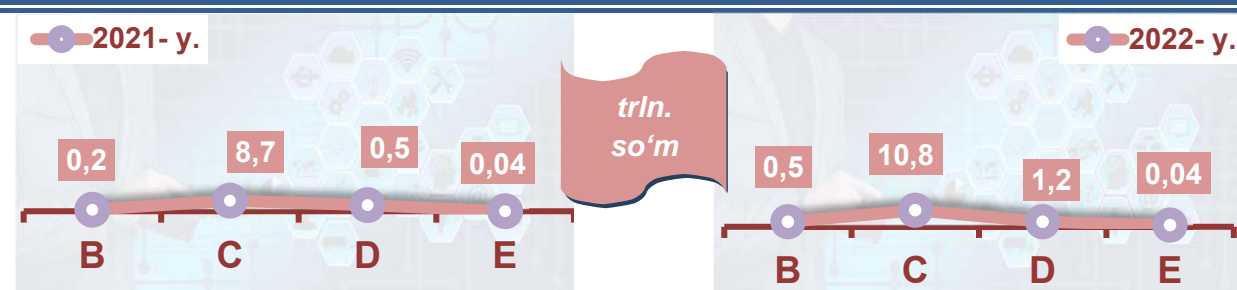 2021- y.
0,2
8,7
0,5
0,04
B
C
D
E
trln.
so‘m
2022- y.
0,5
10,8
1,2
0,04
B
C
D
E